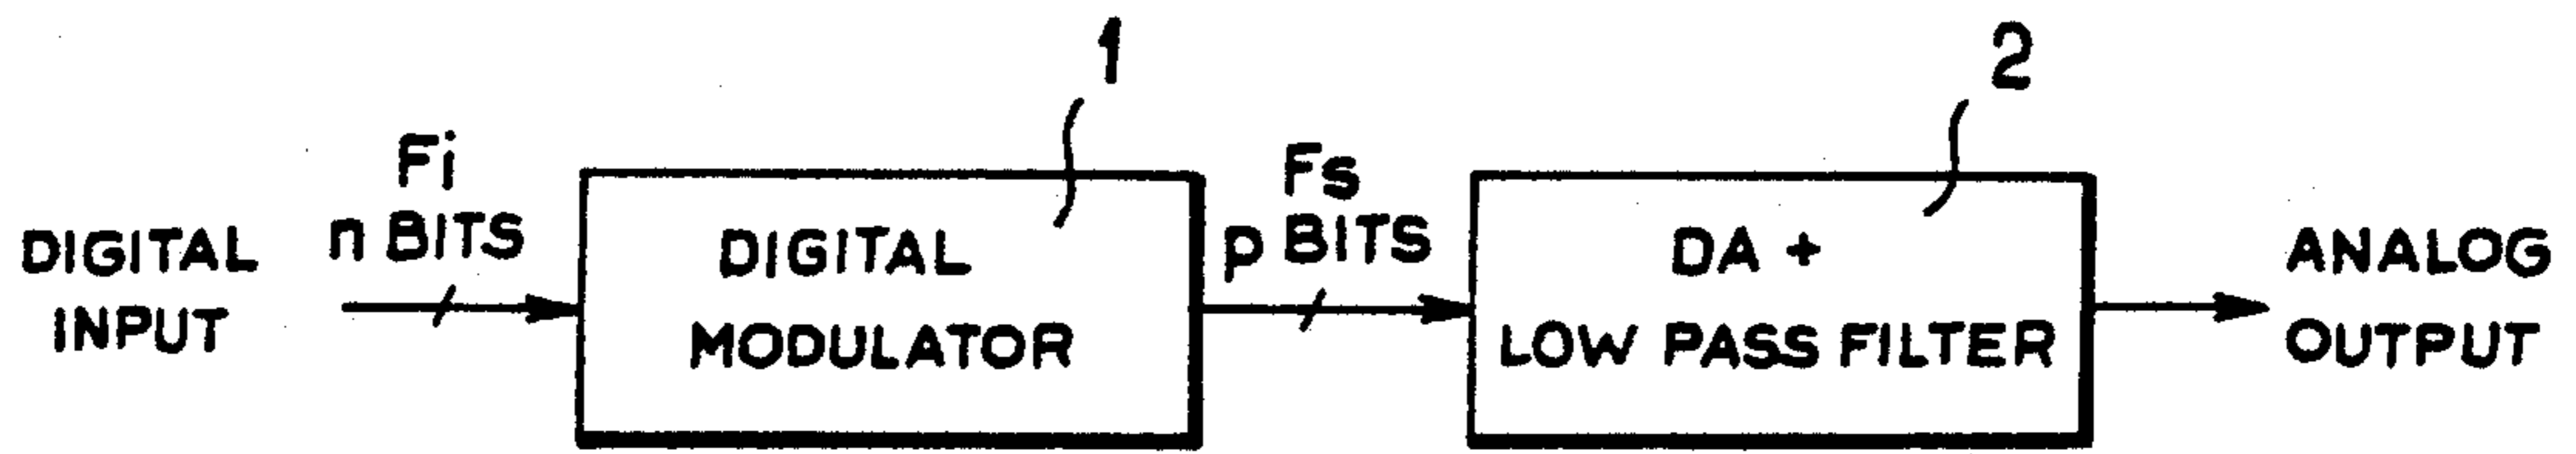 1
2
Fi
n BITS
DIGITAL
INPUT
DIGITAL
MODULATOR
Fs
p BITS
DA +
LOW PASS FILTER
ANALOG
OUTPUT